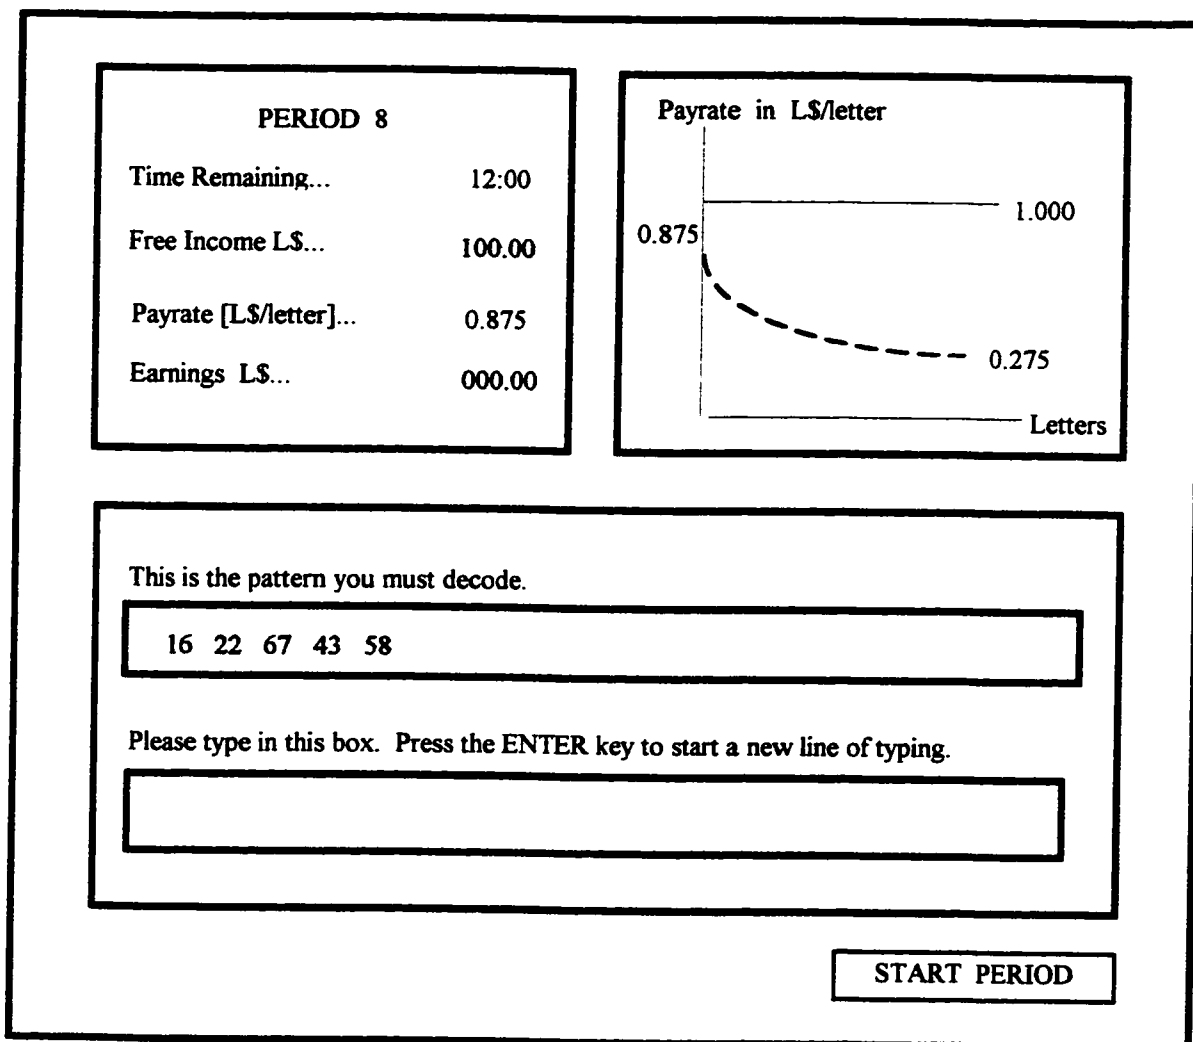 PERIOD 8
Time Remaining... 12:00
Free Income L$... 100.00
Payrate [L$/letter]... 0.875
Earnings L$... 000.00
Payrate in L$/letter
1.000
0.875
0.275
Letters
This is the pattern you must decode.
16 22 67 43 58
Please type in this box. Press the ENTER key to start a new line of typing.
START PERIOD